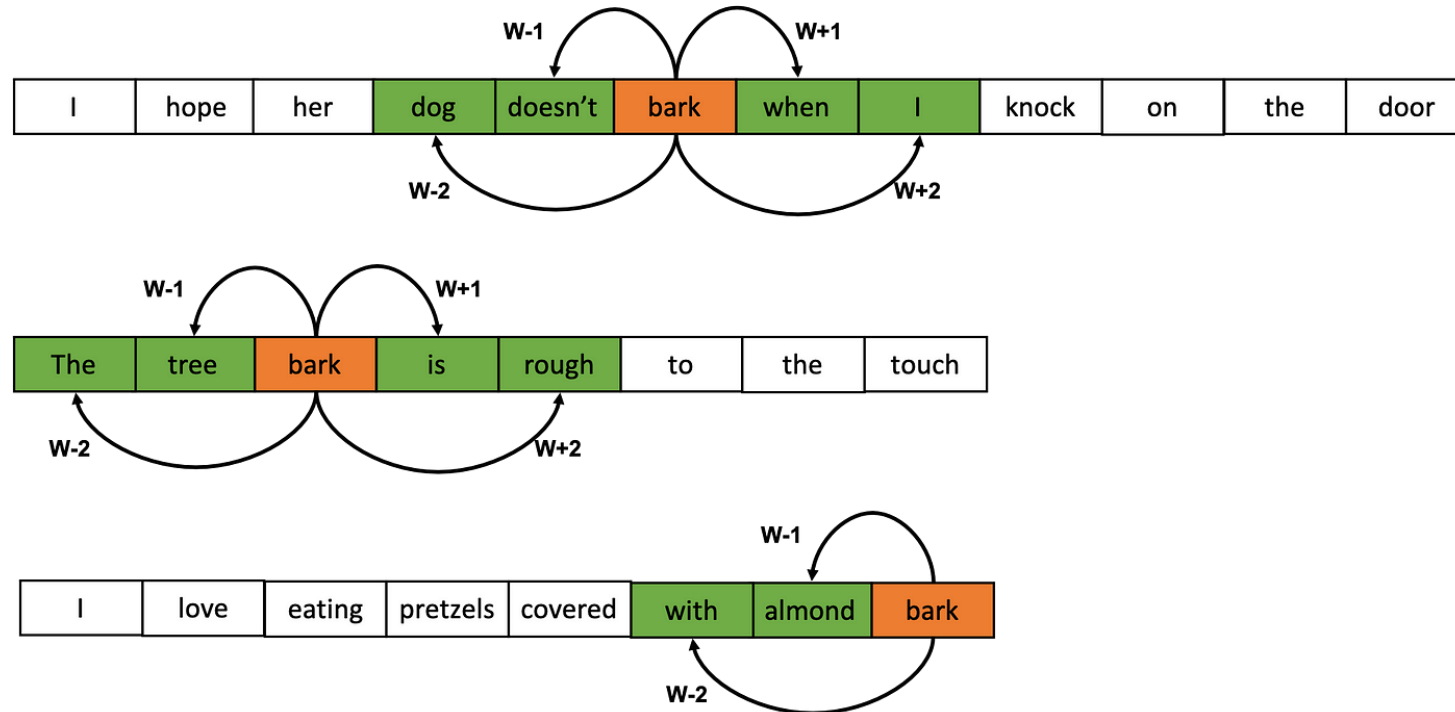 W-1 W+1
I hope her dog doesn't bark when I knock on the door
W-2 W+2
W-1 W+1
The tree bark is rough to the touch
W-2 W+2
W-1
I love eating pretzels covered with almond bark
W-2